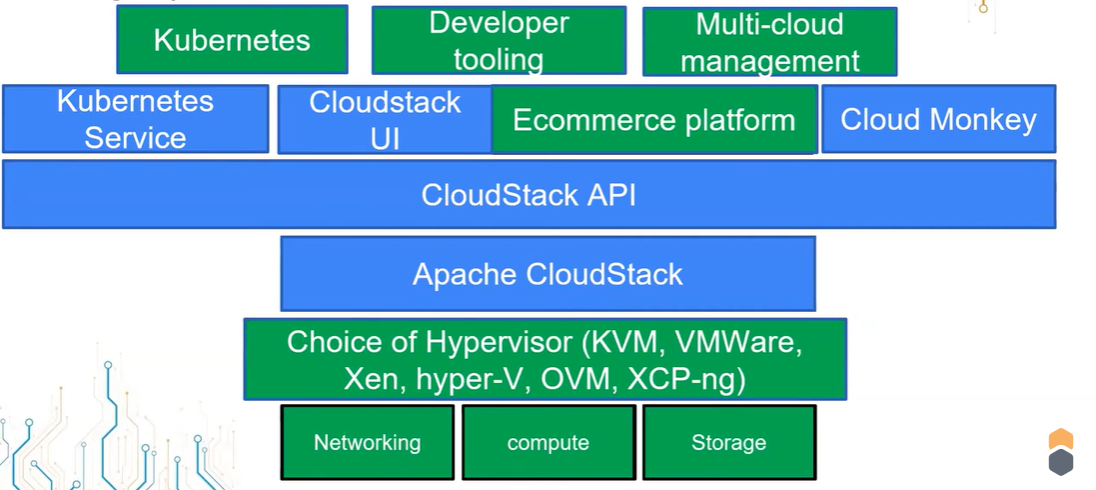 Kubernetes
Developer
tooling
Multi-cloud
management
Kubernetes
Service
Cloudstack
UI
Ecommerce platform
Cloud Monkey
CloudStack API
Apache CloudStack
Choice of Hypervisor (KVM, VMWare,
Xen, hyper-V, OVM, XCP-ng)
Networking
compute
Storage